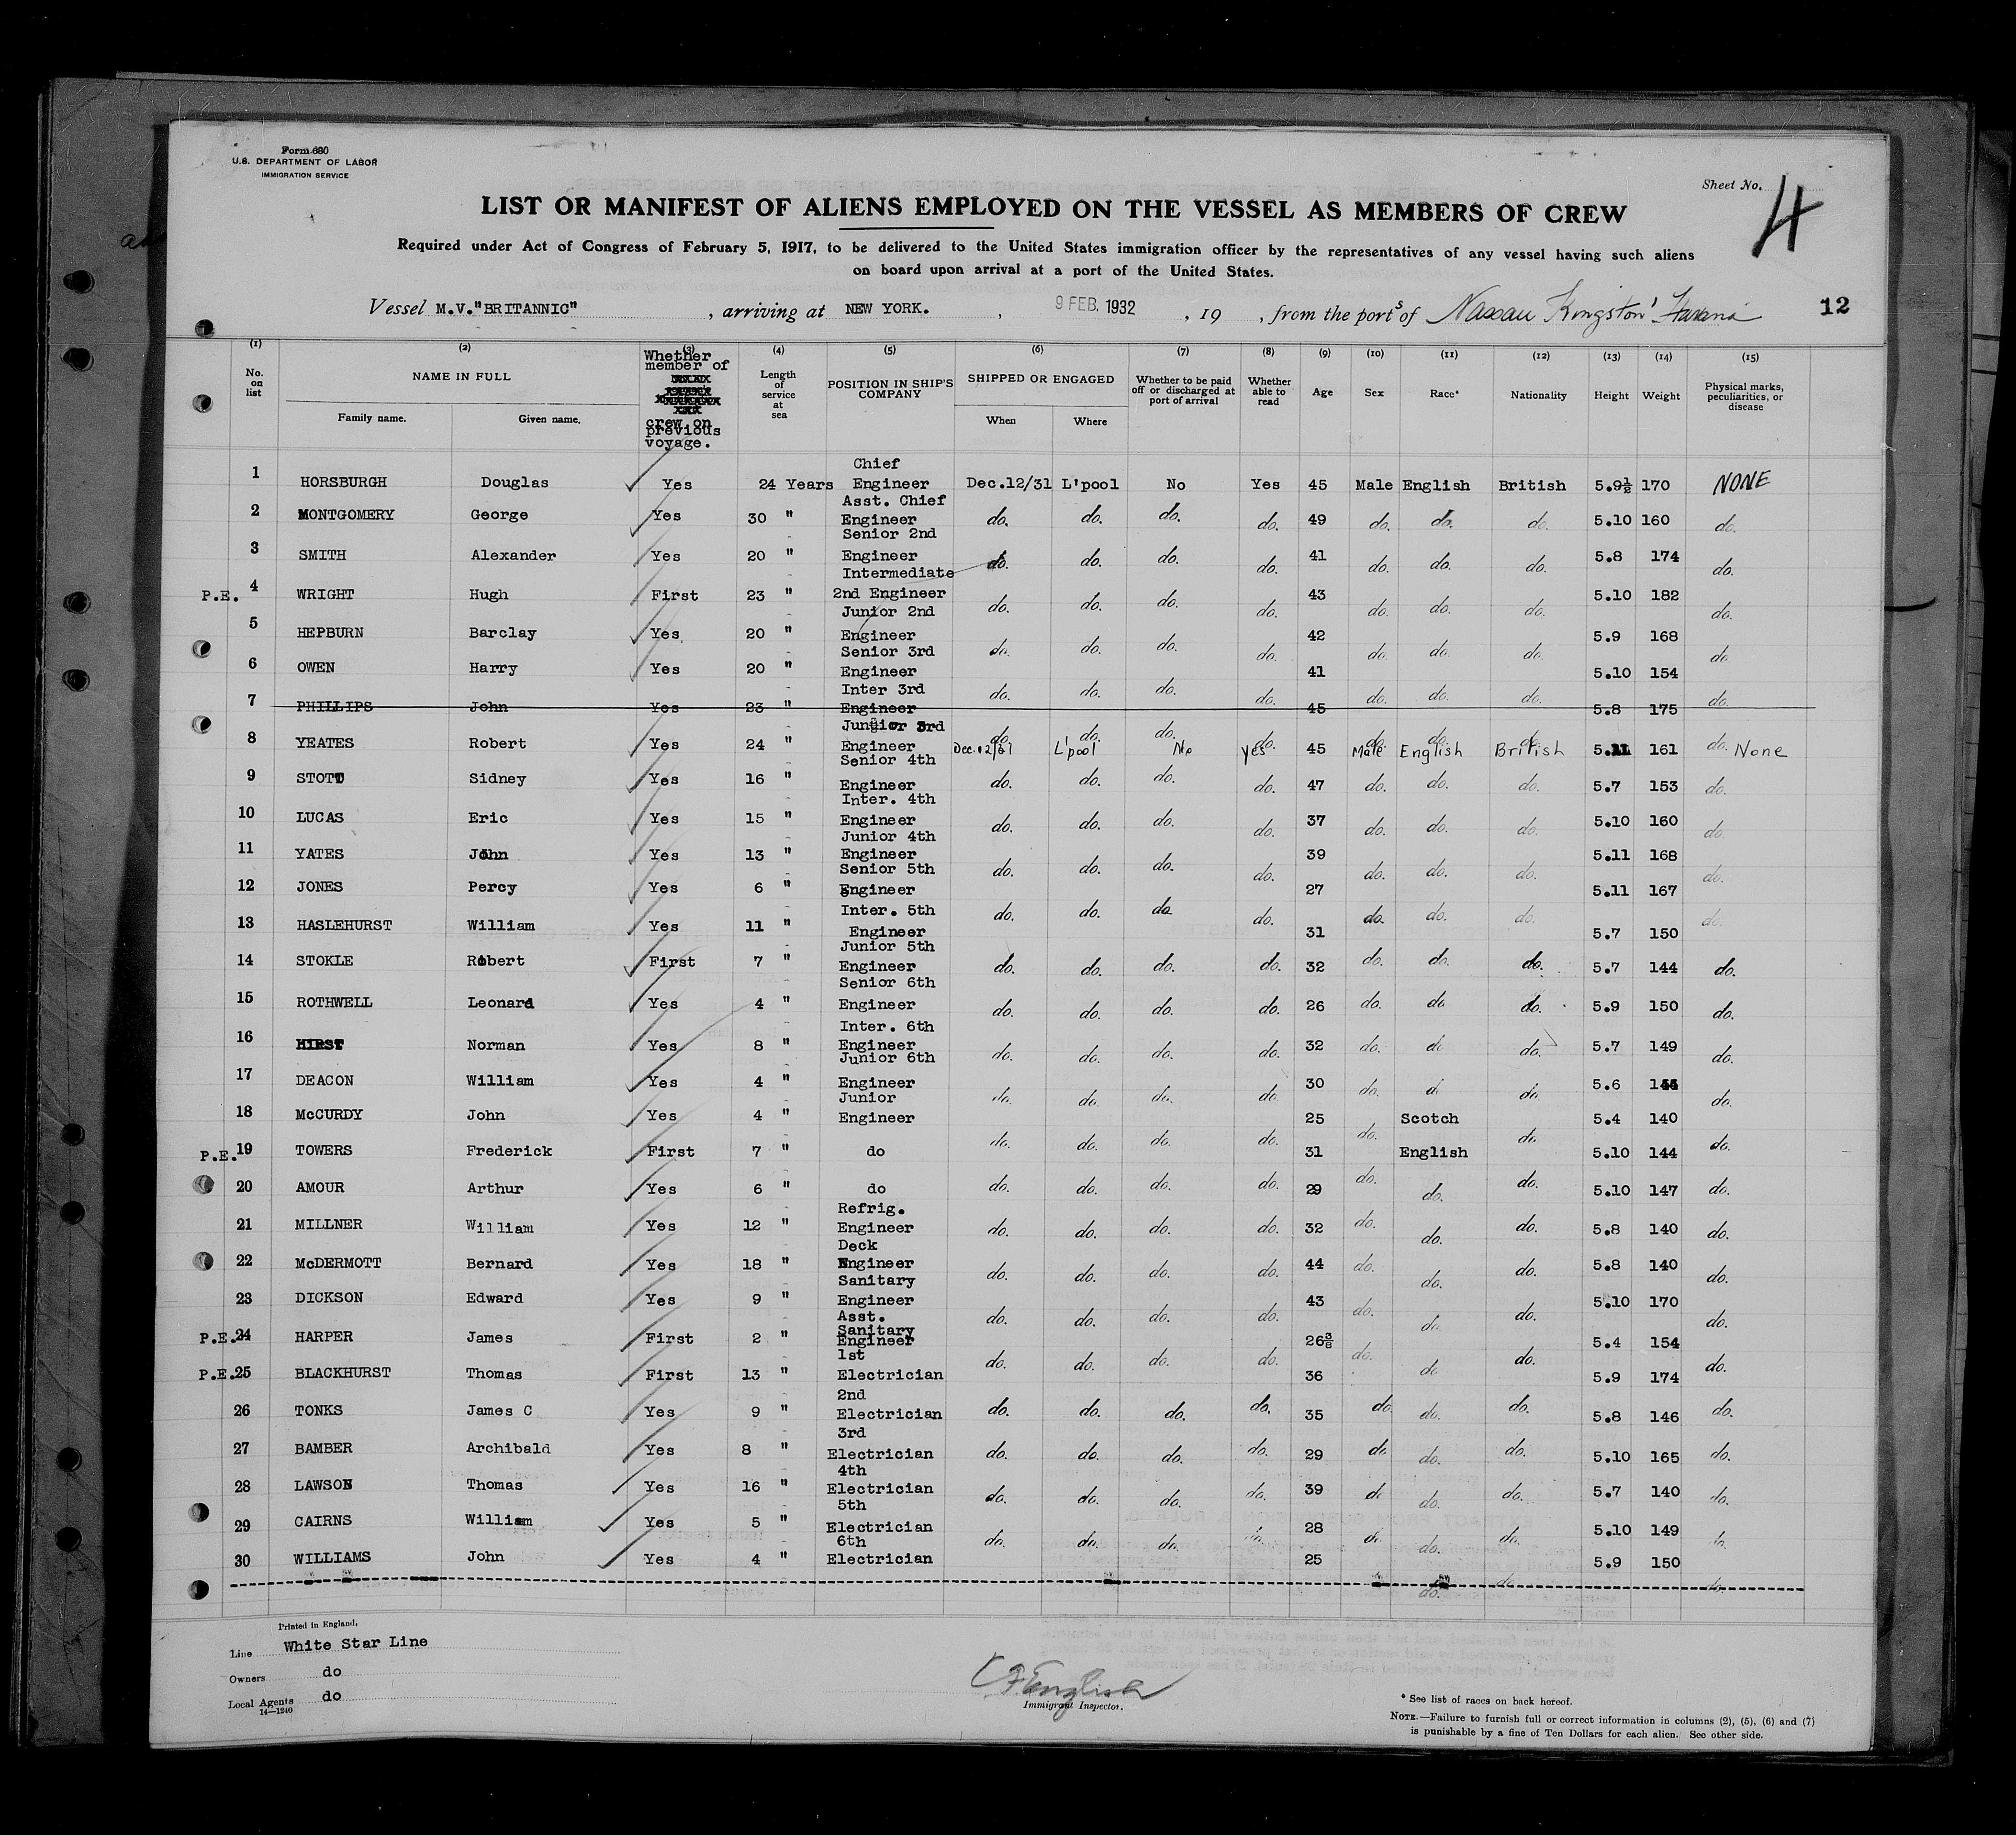 Form 680
U.S. DEPARTMENT OF LABOR
IMMIGRATION SERVICE
Sheet No. 4
LIST OR MANIFEST OF ALIENS EMPLOYED ON THE VESSEL AS MEMBERS OF CREW
Required under Act of Congress of February 5, 1917, to be delivered to the United States immigration officer by the representatives of any vessel having such aliens
on board upon arrival at a port of the United States.
Vessel M.V."BRITANNIC", arriving at NEW YORK. , 9 FEB. 1932 , 19 , from the ports of Nassau Kingston Havana 12
(1) No. on list
(2) NAME IN FULL Family name. Given name.
(3) Whether member of crew on previous voyage.
(4) Length of service at sea
(5) POSITION IN SHIP'S COMPANY
(6) SHIPPED OR ENGAGED When Where
(7) Whether to be paid off or discharged at port of arrival
(8) Whether able to read
(9) Age
(10) Sex
(11) Race*
(12) Nationality
(13) Height
(14) Weight
(15) Physical marks, peculiarities, or disease
1 HORSBURGH Douglas Yes 24 Years Chief Engineer Dec.12/31 L'pool No Yes 45 Male English British 5.9½ 170 NONE
2 MONTGOMERY George Yes 30 " Asst. Chief Engineer do. do. do. do. 49 do. do. do. 5.10 160 do.
3 SMITH Alexander Yes 20 " Senior 2nd Engineer do. do. do. do. 41 do. do. do. 5.8 174 do.
P.E. 4 WRIGHT Hugh First 23 " Intermediate 2nd Engineer do. do. do. do. 43 do. do. do. 5.10 182 do.
5 HEPBURN Barclay Yes 20 " Junior 2nd Engineer do. do. do. do. 42 do. do. do. 5.9 168 do
6 OWEN Harry Yes 20 " Senior 3rd Engineer do. do. do. do. 41 do. do. do. 5.10 154 do.
7 PHILLIPS John Yes 23 " Inter 3rd Engineer do. do. do. do. 45 do. do. do. 5.8 175 do.
8 YEATES Robert Yes 24 " Junior 3rd Engineer Dec.12/31 L'pool No yes 45 Male English British 5.11 161 None
9 STOTT Sidney Yes 16 " Senior 4th Engineer do. do. do. do. 47 do. do. do. 5.7 153 do.
10 LUCAS Eric Yes 15 " Inter. 4th Engineer do. do. do. do. 37 do. do. do. 5.10 160 do.
11 YATES John Yes 13 " Junior 4th Engineer do. do. do. do. 39 do. do. do. 5.11 168 do.
12 JONES Percy Yes 6 " Senior 5th Engineer do. do. do. do. 27 do. do. do. 5.11 167 do.
13 HASLEHURST William Yes 11 " Inter. 5th Engineer 31 5.7 150
14 STOKLE Robert First 7 " Junior 5th Engineer do. do. do. do. 32 do. do. do. 5.7 144 do.
15 ROTHWELL Leonard Yes 4 " Senior 6th Engineer do. do. do. do. 26 do. do do. 5.9 150 do.
16 HIRST Norman Yes 8 " Inter. 6th Engineer do. do. do. do. 32 do. do. do. 5.7 149 do.
17 DEACON William Yes 4 " Junior 6th Engineer do. do. do. do. 30 do. do. 5.6 do.
18 McCURDY John Yes 4 " Junior Engineer do. do. do. do. 25 do. Scotch do. 5.4 140 do.
P.E. 19 TOWERS Frederick First 7 " do do. do. do. do. 31 do. English do. 5.10 144 do.
20 AMOUR Arthur Yes 6 " do do. do. do. do. 29 do. do. do. 5.10 147 do.
21 MILLNER William Yes 12 " Refrig. Engineer do. do. do. do. 32 do. do. do. 5.8 140 do.
22 McDERMOTT Bernard Yes 18 " Deck Engineer do. do. do. do. 44 do. do. do. 5.8 140 do.
23 DICKSON Edward Yes 9 " Sanitary Engineer do. do. do. do. 43 do. do. do. 5.10 170 do.
P.E. 24 HARPER James First 2 " Asst. Sanitary Engineer do. do. do. do. 26 do. do. do. 5.4 154 do.
P.E. 25 BLACKHURST Thomas First 13 " 1st Electrician 36 5.9 174
26 TONKS James C Yes 9 " 2nd Electrician do. do. do. do. 35 do. do. do. 5.8 146 do.
27 BAMBER Archibald Yes 8 " 3rd Electrician do. do. do. do. 29 do. do. do. 5.10 165 do.
28 LAWSON Thomas Yes 16 " 4th Electrician do. do. do. do. 39 do. do. do. 5.7 140 do.
29 CAIRNS William Yes 5 " 5th Electrician do. do. do. do. 28 do. do. do. 5.10 149 do.
30 WILLIAMS John Yes 4 " 6th Electrician 25 do. do. 5.9 150 do.
Printed in England.
Line White Star Line
Owners do
Local Agents do
14—1240
Immigrant Inspector.
* See list of races on back hereof.
NOTE.—Failure to furnish full or correct information in columns (2), (5), (6) and (7)
is punishable by a fine of Ten Dollars for each alien. See other side.